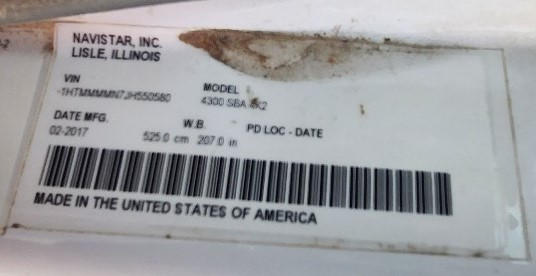 -2
NAVISTAR, INC.
LISLE, ILLINOIS
VIN
MODEL
-1HTMMMMN7JH550580
4300 SBA 4X2
DATE MFG.
W.B.
PD LOC - DATE
02-2017
525.0 cm 207.0 in
MADE IN THE UNITED STATES OF AMERICA